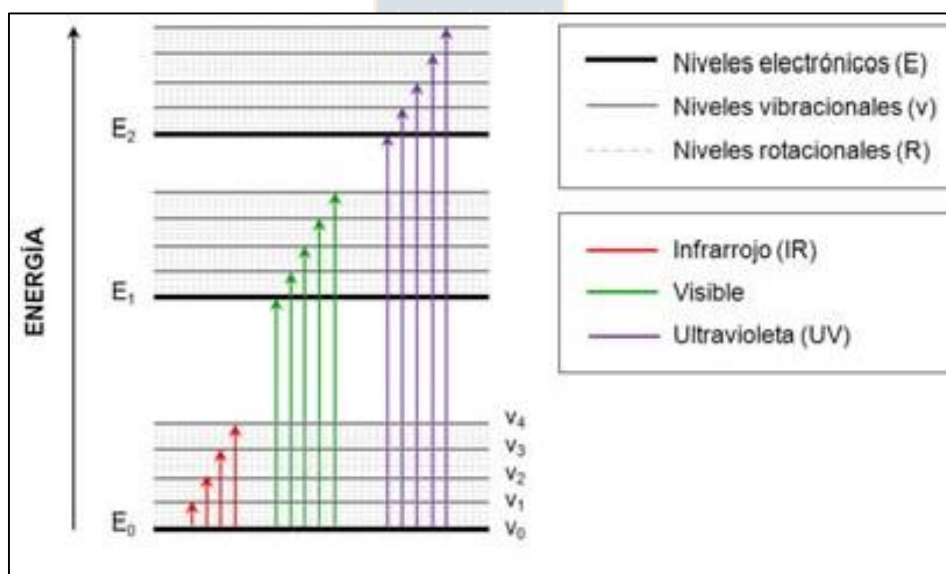 ENERGÍA
E₂
E₁
E₀
v₄
v₃
v₂
v₁
v₀
Niveles electrónicos (E)
Niveles vibracionales (v)
Niveles rotacionales (R)
Infrarrojo (IR)
Visible
Ultravioleta (UV)